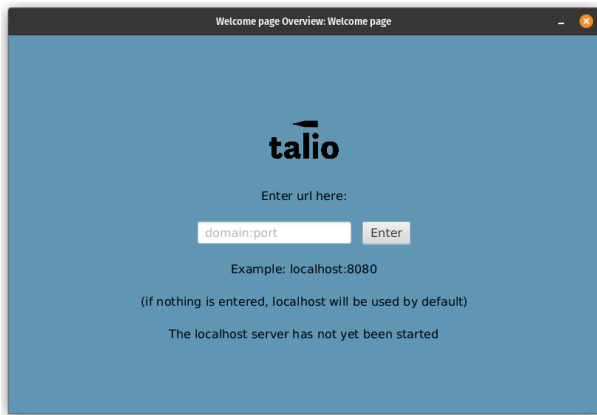 Welcome page Overview: Welcome page
talio
Enter url here:
domain:port Enter
Example: localhost:8080
(if nothing is entered, localhost will be used by default)
The localhost server has not yet been started